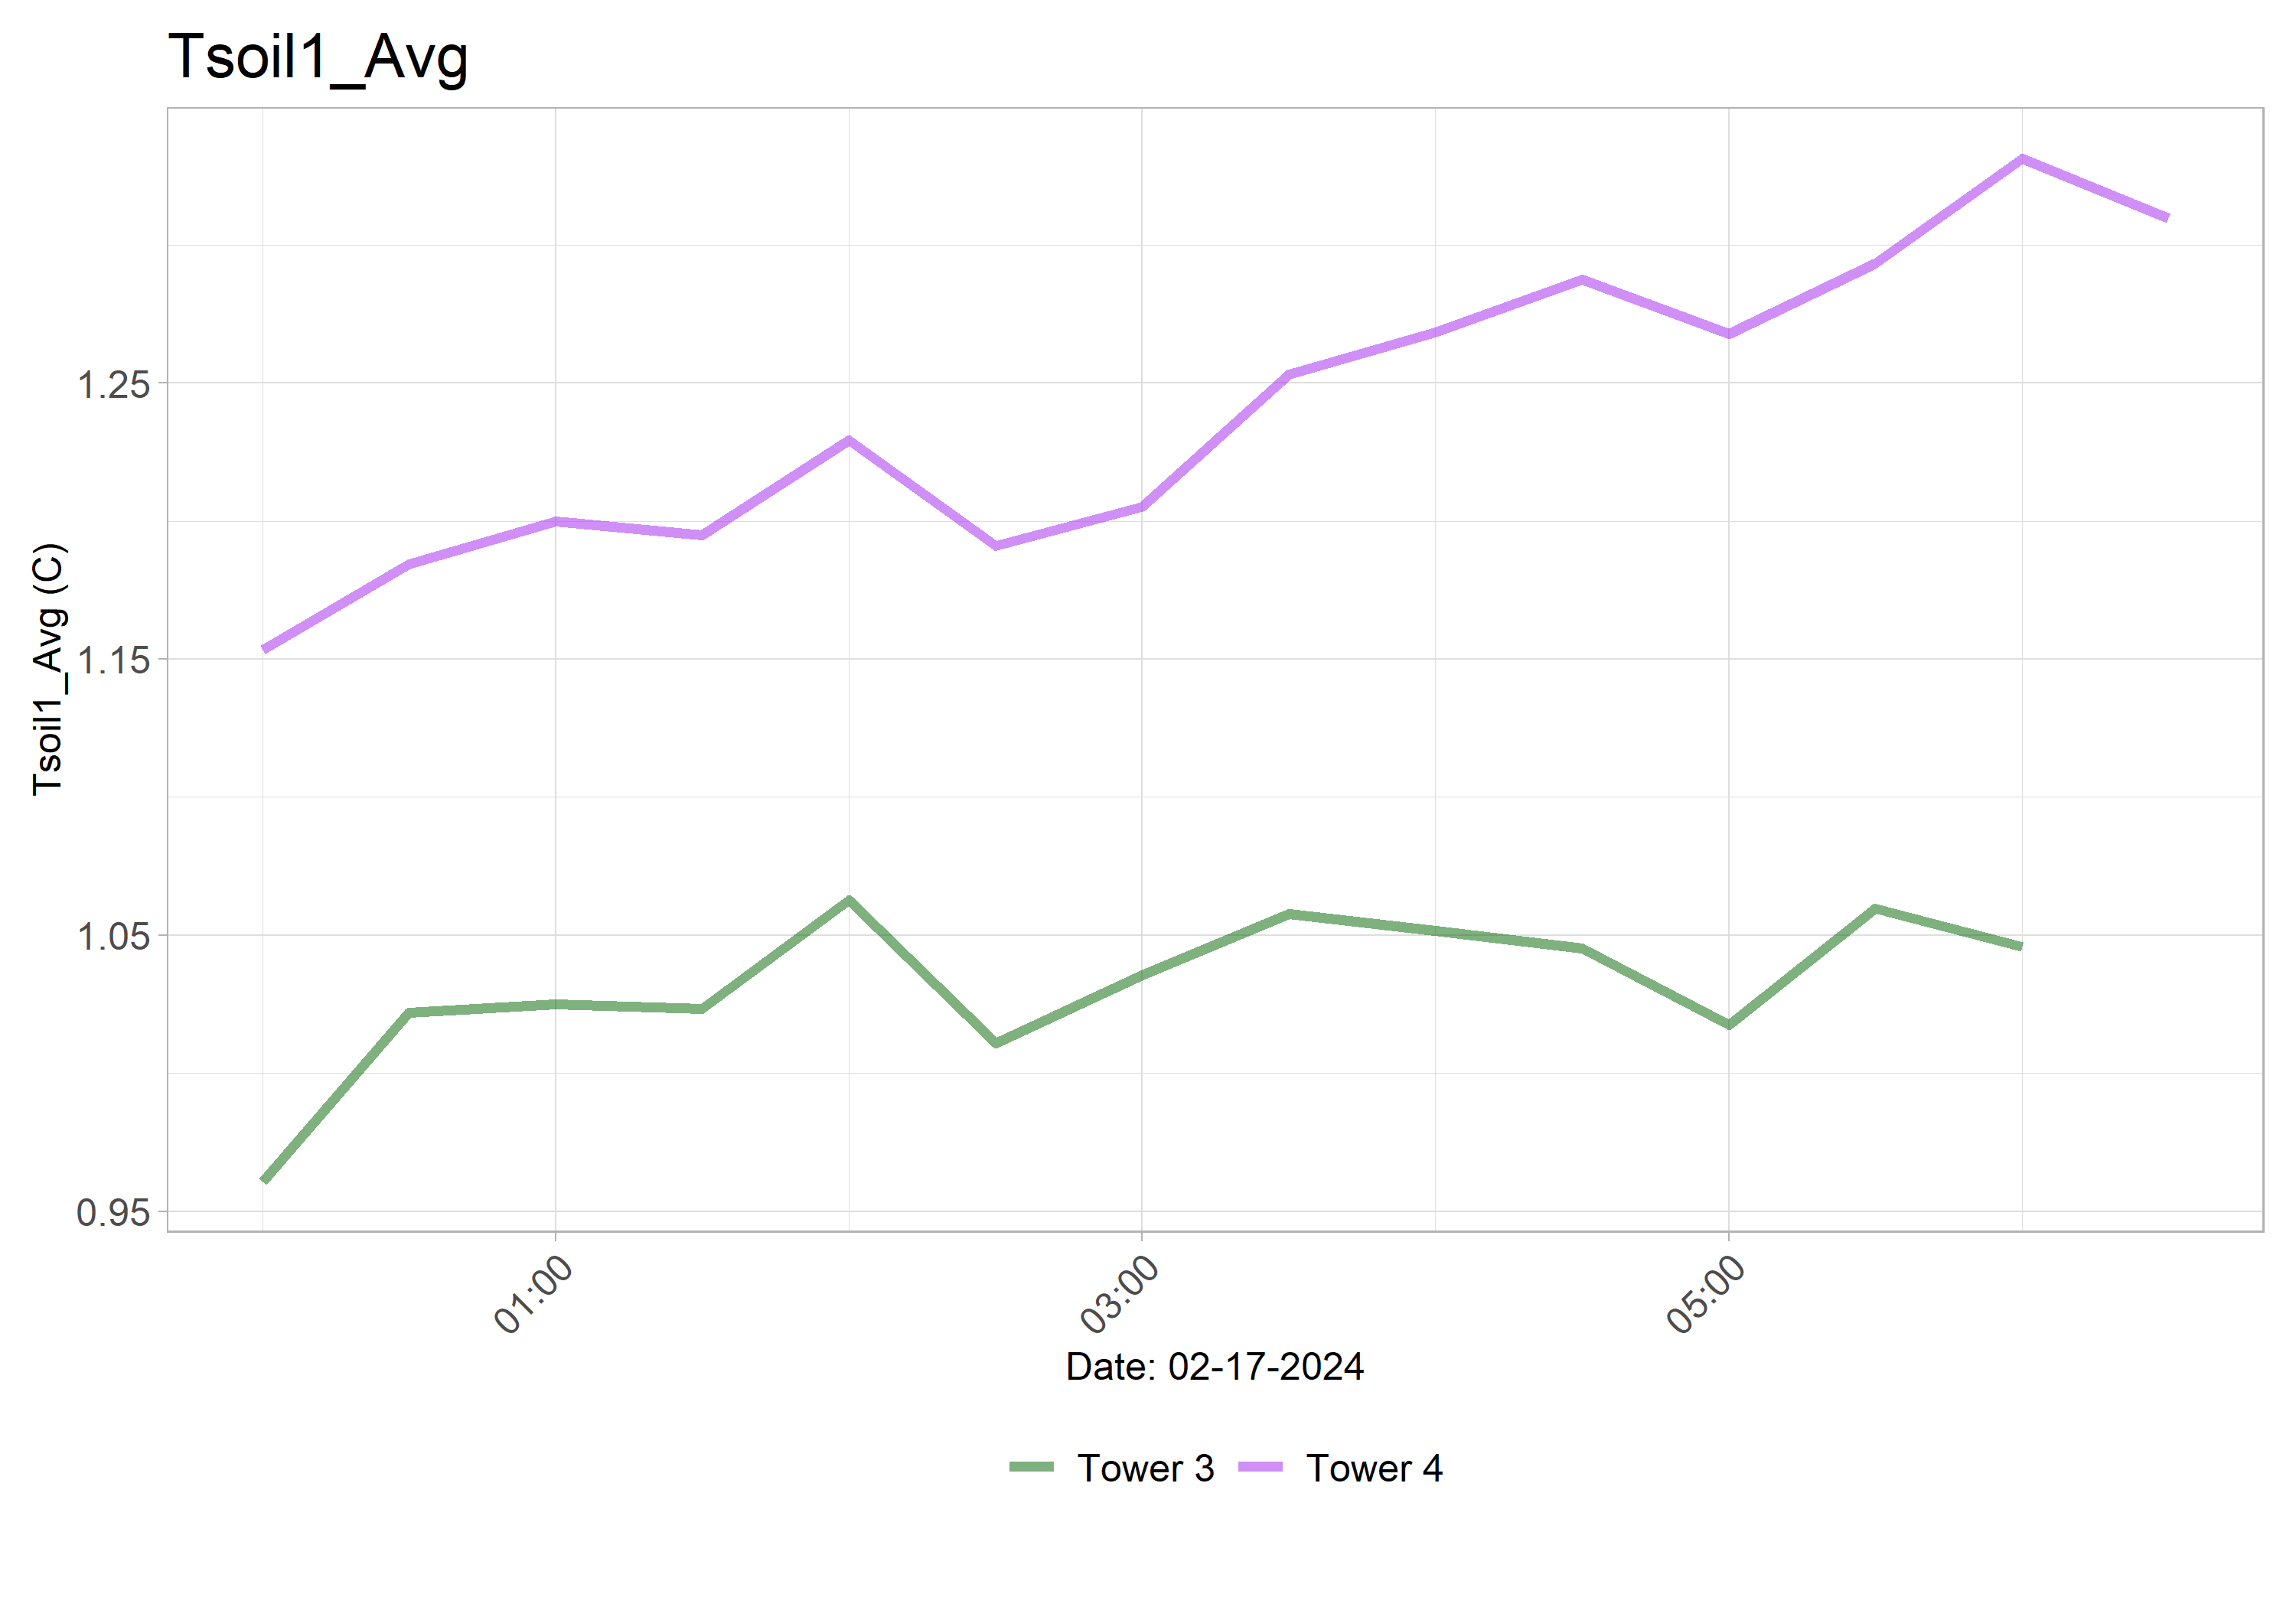 Tsoil1_Avg
Tsoil1_Avg (C)
1.25
1.15
1.05
0.95
01:00
03:00
05:00
Date: 02-17-2024
Tower 3
Tower 4